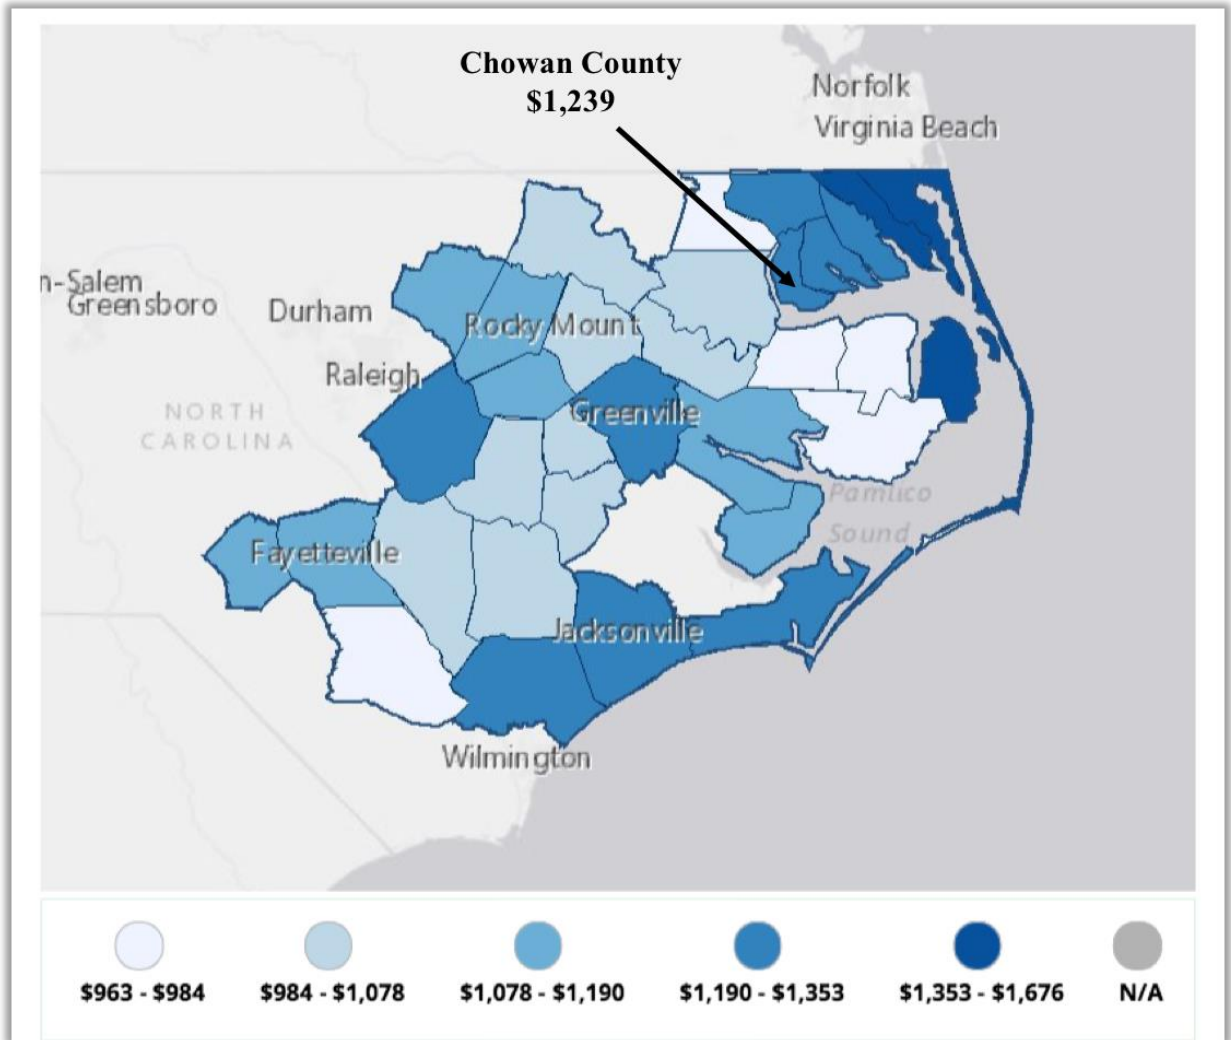 Chowan County
$1,239
Norfolk
Virginia Beach
n-Salem
Greensboro
Durham
Rocky Mount
Raleigh
NORTH
CAROLINA
Greenville
Pamlico
Sound
Fayetteville
Jacksonville
Wilmington
$963 - $984
$984 - $1,078
$1,078 - $1,190
$1,190 - $1,353
$1,353 - $1,676
N/A